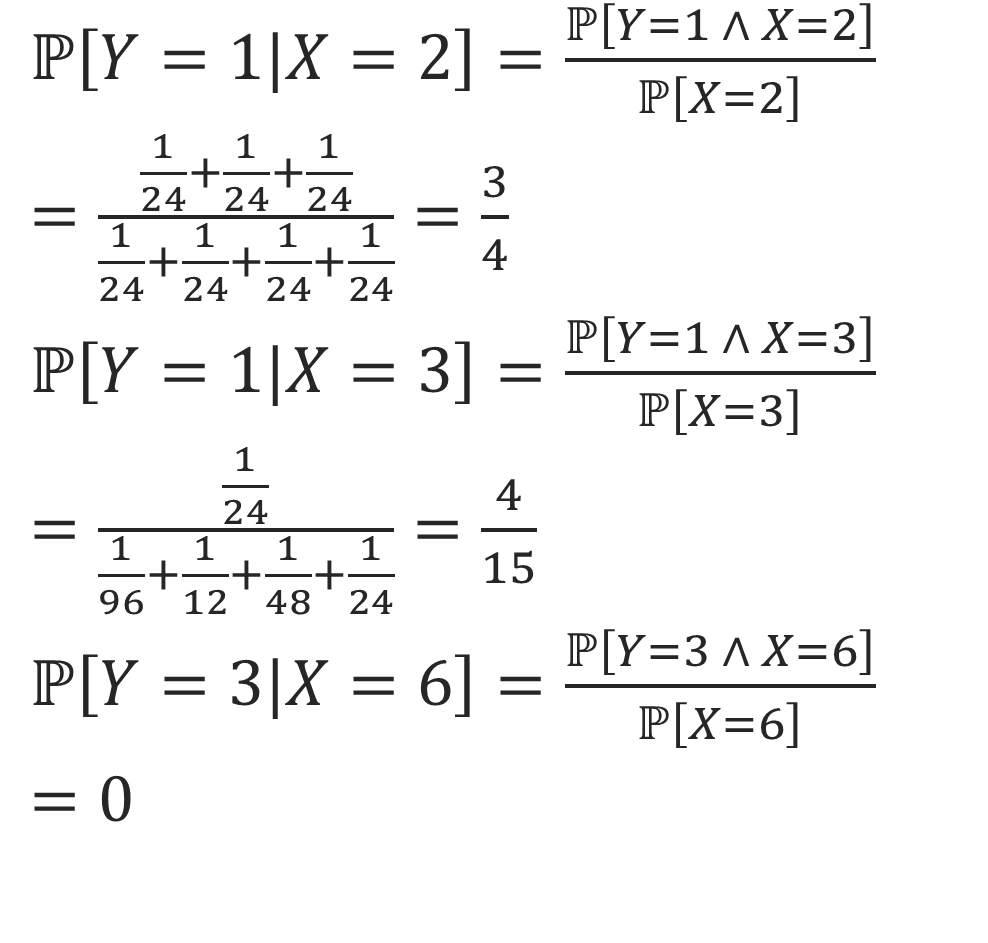 ℙ[Y = 1|X = 2] = ℙ[Y=1 ∧ X=2] / ℙ[X=2]
= (1/24 + 1/24 + 1/24) / (1/24 + 1/24 + 1/24 + 1/24) = 3/4
ℙ[Y = 1|X = 3] = ℙ[Y=1 ∧ X=3] / ℙ[X=3]
= (1/24) / (1/96 + 1/12 + 1/48 + 1/24) = 4/15
ℙ[Y = 3|X = 6] = ℙ[Y=3 ∧ X=6] / ℙ[X=6]
= 0